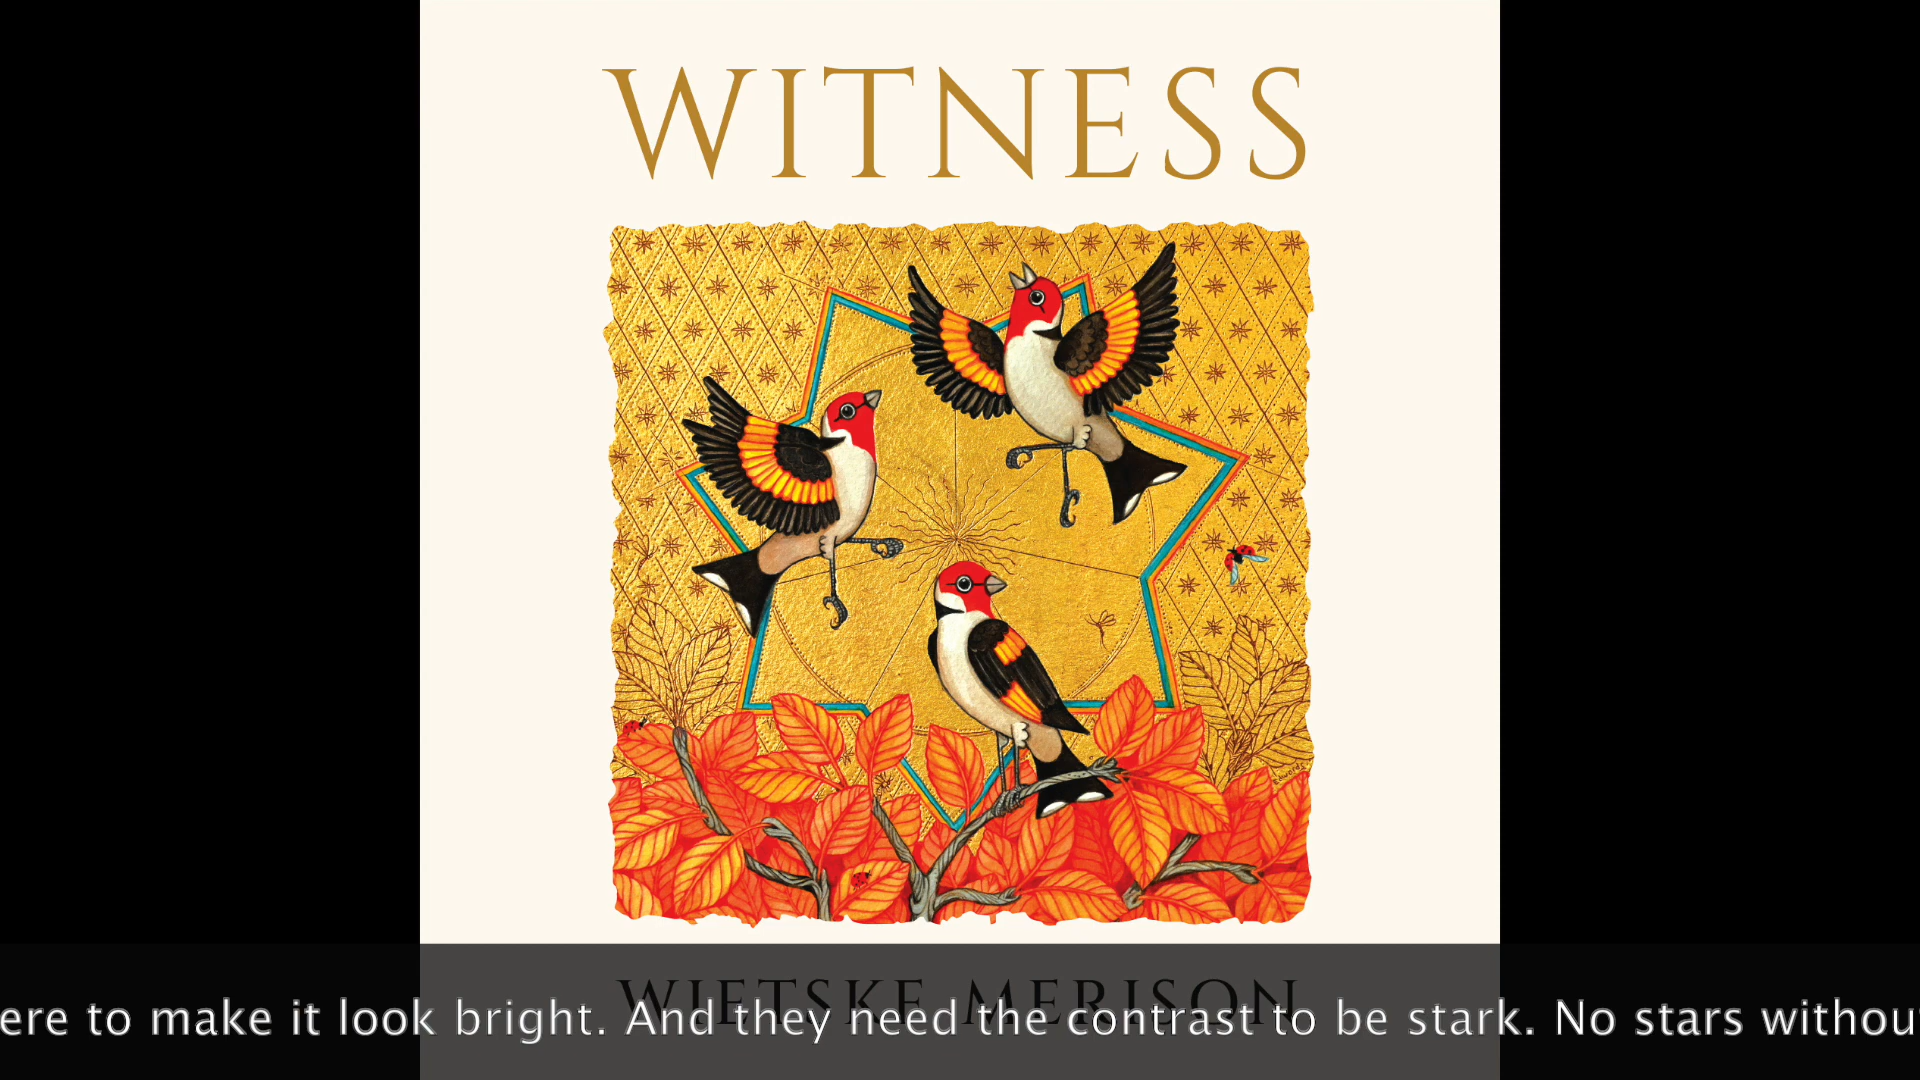 WITNESS
WIETSKE MERISON
ere to make it look bright. And they need the contrast to be stark. No stars withou